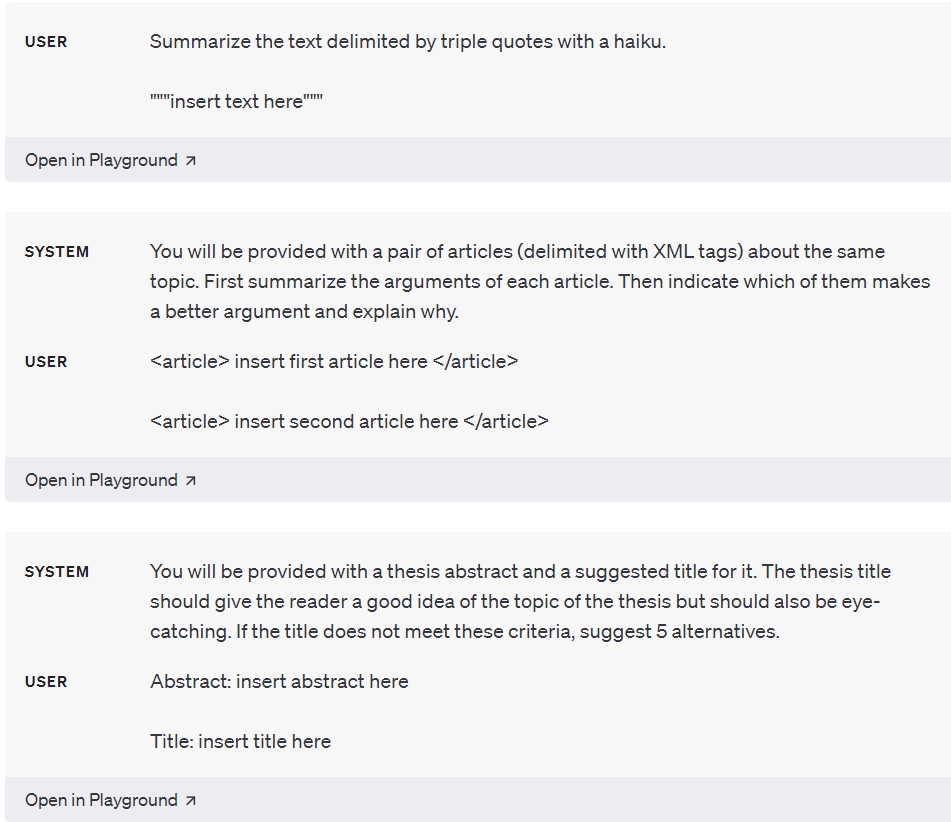 USER Summarize the text delimited by triple quotes with a haiku.
"""insert text here"""
Open in Playground ↗
SYSTEM You will be provided with a pair of articles (delimited with XML tags) about the same
topic. First summarize the arguments of each article. Then indicate which of them makes
a better argument and explain why.
USER <article> insert first article here </article>
<article> insert second article here </article>
Open in Playground ↗
SYSTEM You will be provided with a thesis abstract and a suggested title for it. The thesis title
should give the reader a good idea of the topic of the thesis but should also be eye-
catching. If the title does not meet these criteria, suggest 5 alternatives.
USER Abstract: insert abstract here
Title: insert title here
Open in Playground ↗